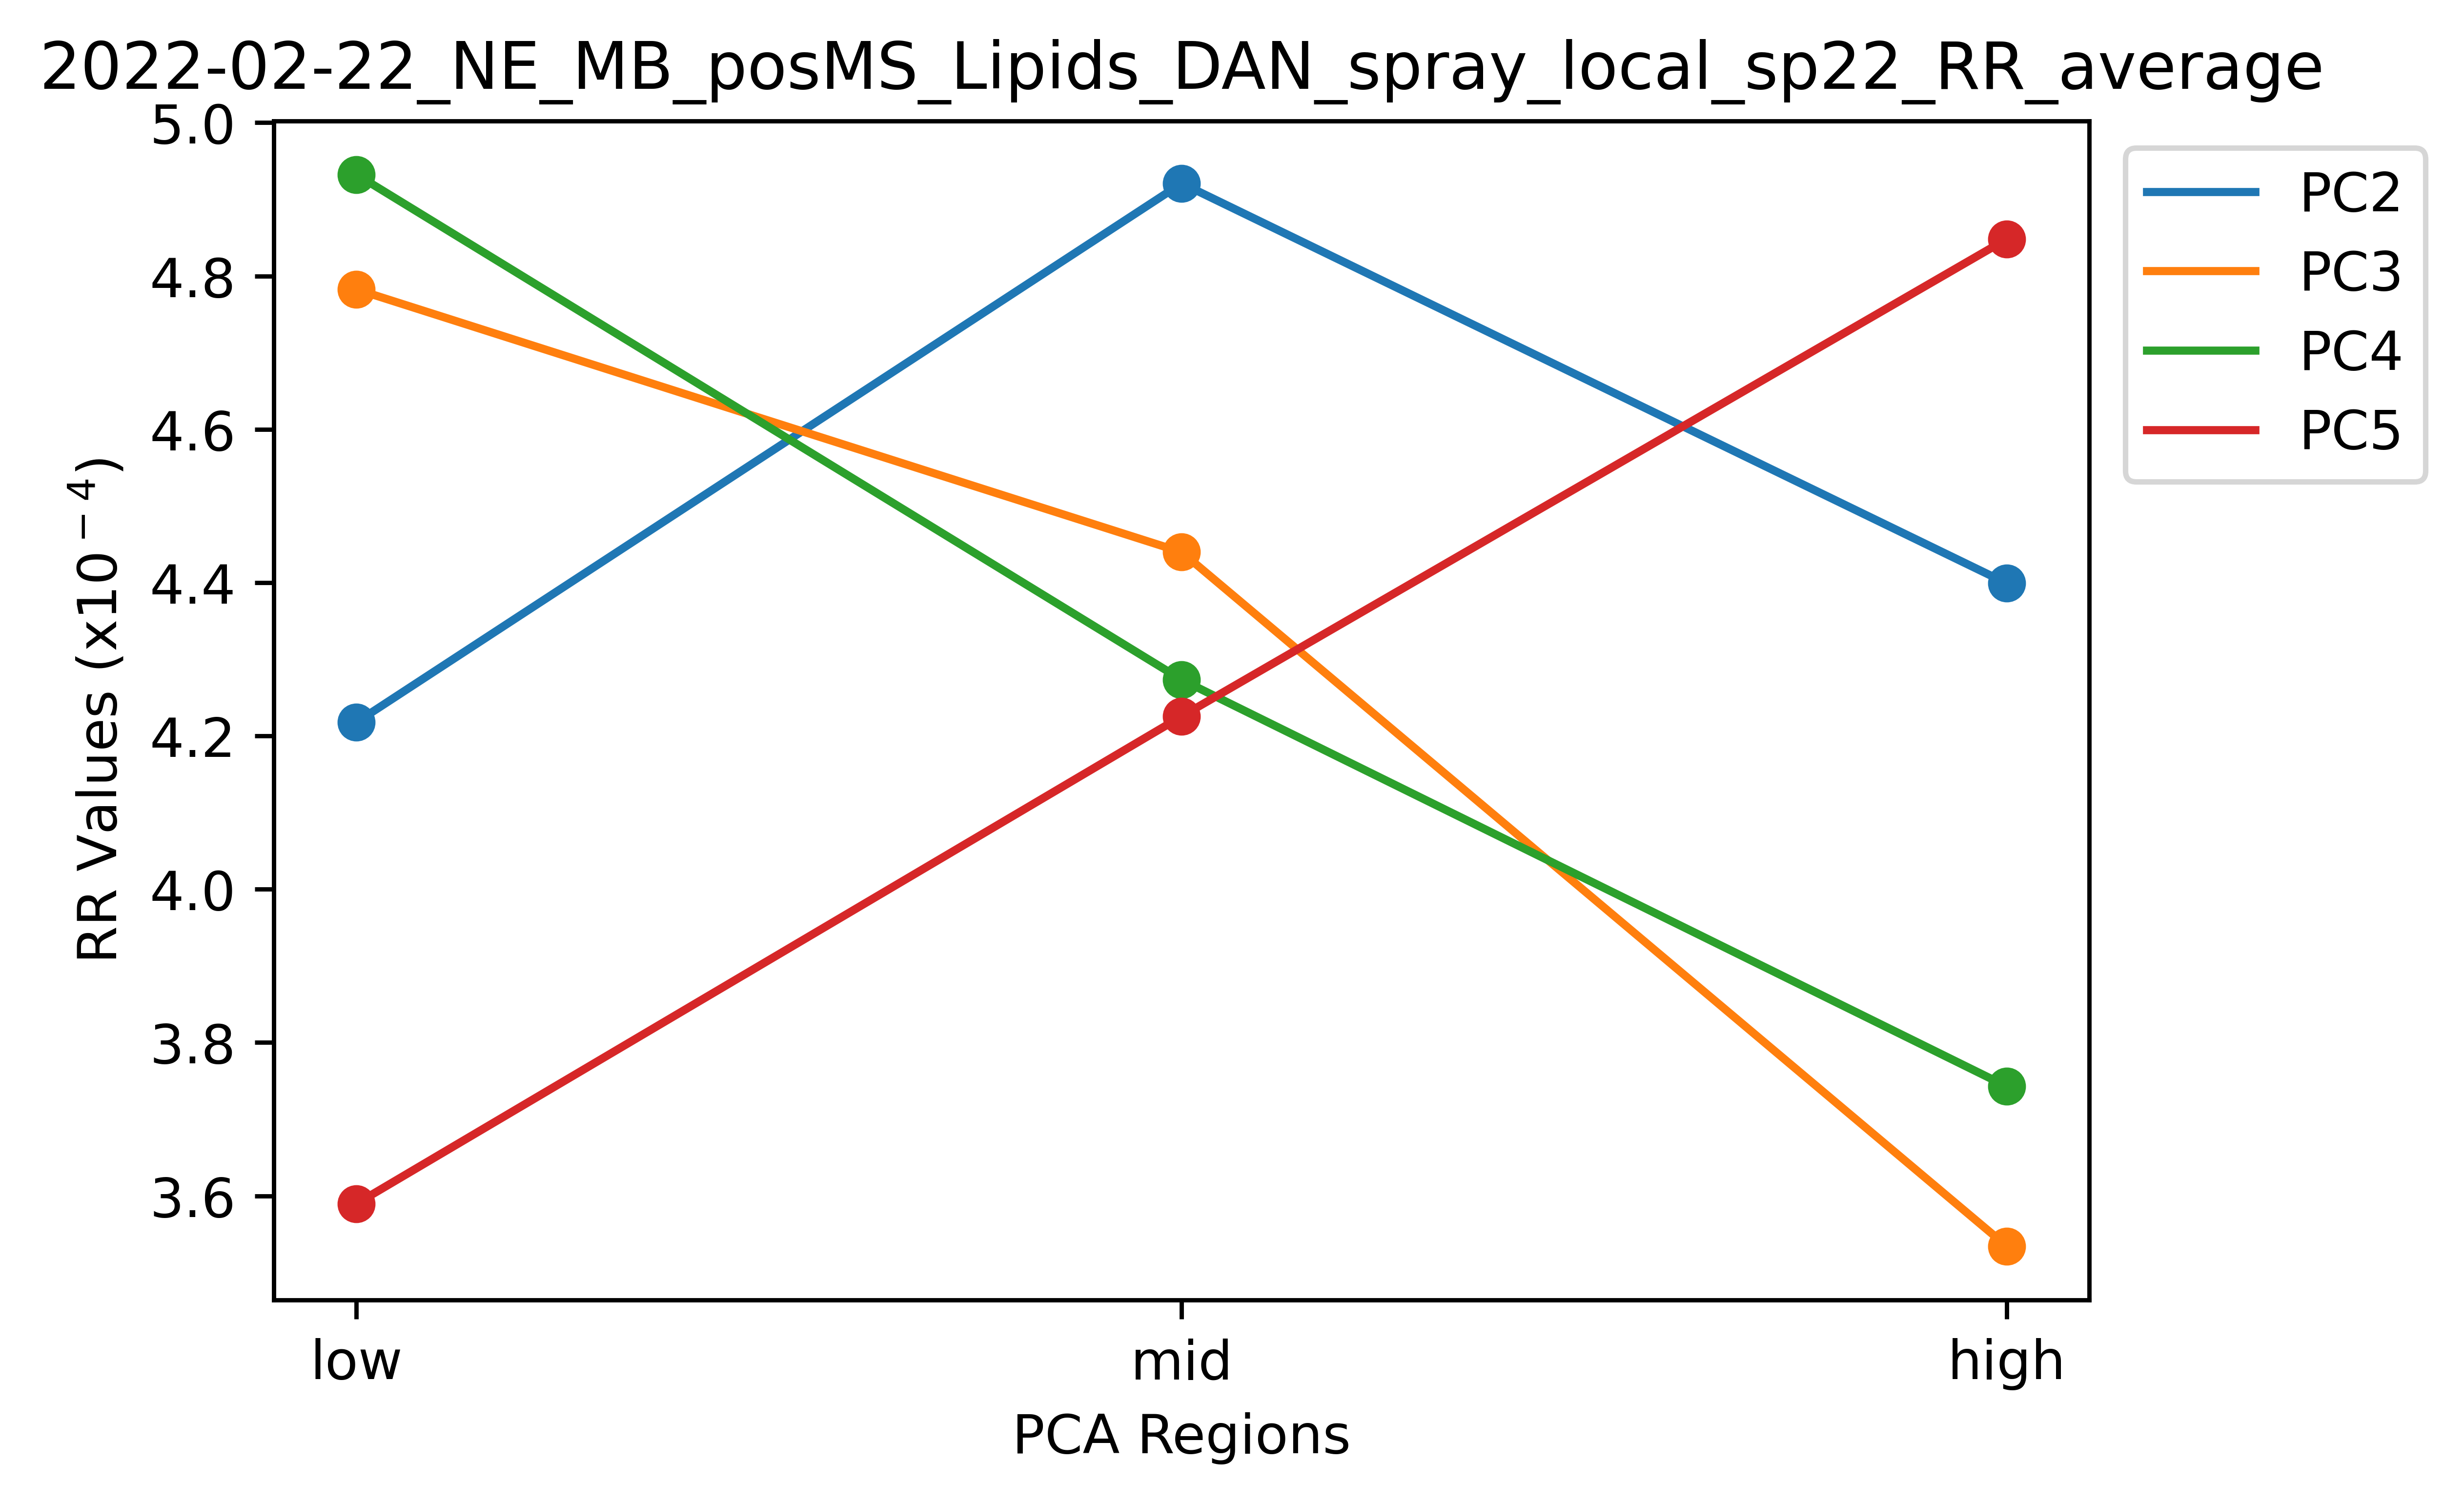 2022-02-22_NE_MB_posMS_Lipids_DAN_spray_local_sp22_RR_average
5.0
4.8
4.6
4.4
4.2
4.0
3.8
3.6
RR Values (x10⁻⁴)
low
mid
high
PCA Regions
PC2
PC3
PC4
PC5